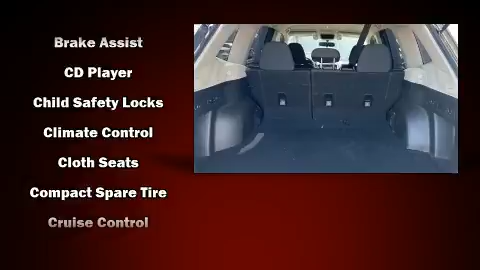 Brake Assist
CD Player
Child Safety Locks
Climate Control
Cloth Seats
Compact Spare Tire
Cruise Control